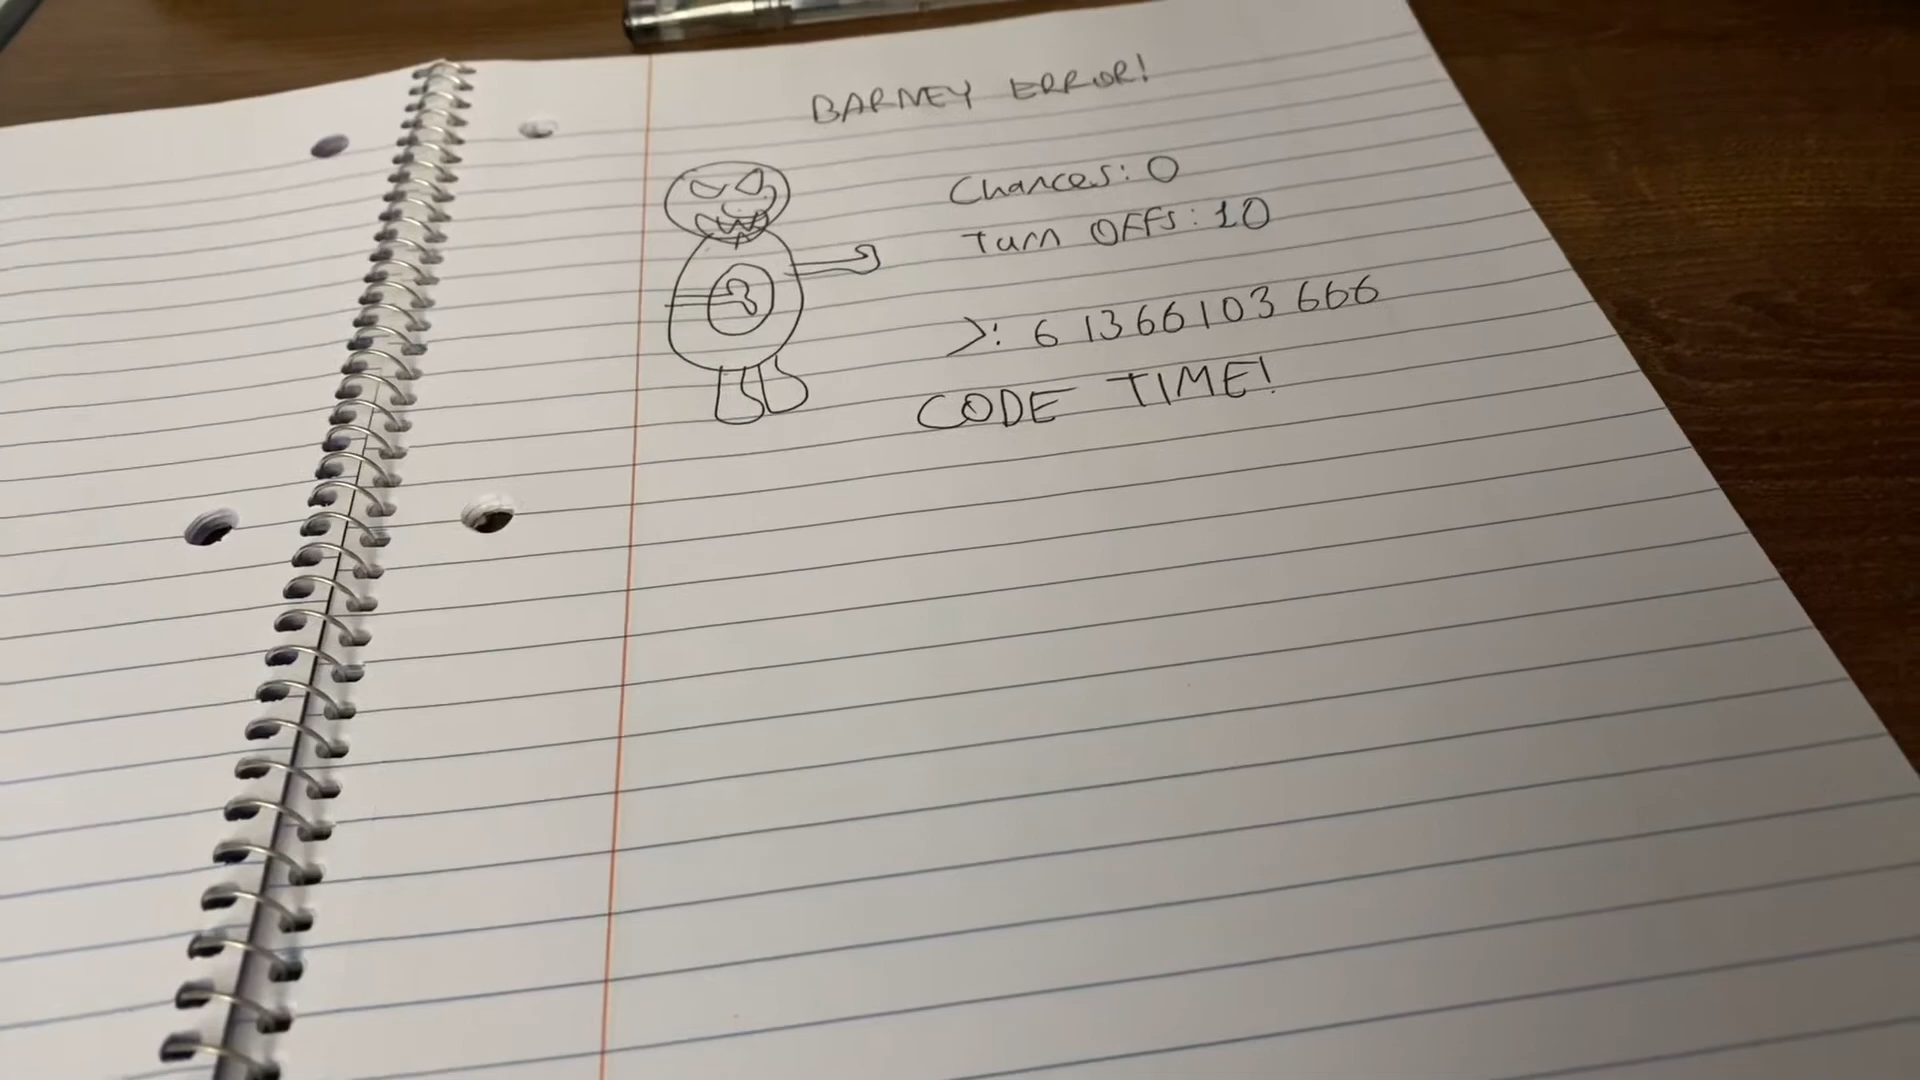 BARNEY ERROR!
Chances: 0
Turn OFFs: 10
>: 6 1366103 666
CODE TIME!